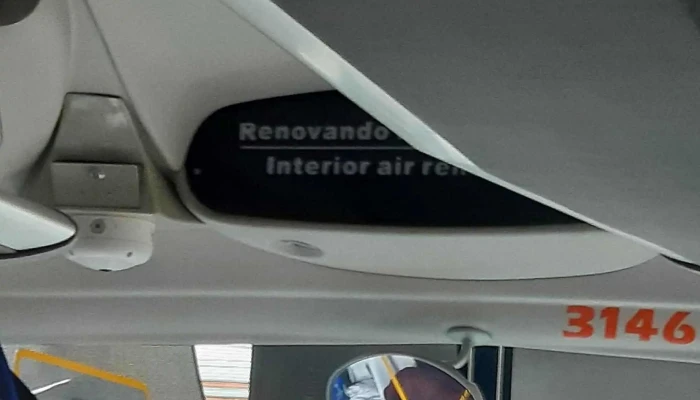 Renovando
Interior air
3146